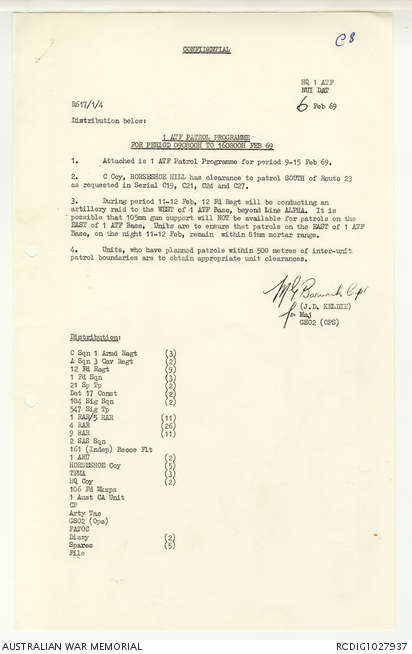 CONFIDENTIAL
C8
HQ 1 ATF
NUI DAT
6 Feb 69
R617/1/4
Distribution below:
1 ATF PATROL PROGRAMME
FOR PERIOD 090800H TO 160800H FEB 69
1. Attached is 1 ATF Patrol Programme for period 9-15 Feb 69.
2. C Coy, HORSESHOE HILL has clearance to patrol SOUTH of Route 23
as requested in Serial C19, C21, C24 and C27.
3. During period 11-12 Feb, 12 Fd Regt will be conducting an
artillery raid to the WEST of 1 ATF Base, beyond Line ALPHA. It is
possible that 105mm gun support will NOT be available for patrols on the
EAST of 1 ATF Base. Units are to ensure that patrols on the EAST of 1 ATF
Base, on the night 11-12 Feb, remain within 81mm mortar range.
4. Units, who have planned patrols within 500 metres of inter-unit
patrol boundaries are to obtain appropriate unit clearances.
Capt
(J.D. KELDIE)
for Maj
GSO2 (OPS)
Distribution:
C Sqn 1 Armd Regt (3)
A Sqn 3 Cav Regt (2)
12 Fd Regt (9)
1 Fd Sqn (3)
21 Sp Tp (2)
Det 17 Const (2)
104 Sig Sqn (2)
547 Sig Tp
1 RAR/5 RAR (11)
4 RAR (26)
9 RAR (11)
2 SAS Sqn
161 (Indep) Recce Flt
1 ARU (2)
HORSESHOE Coy (5)
TFMA (3)
HQ Coy (2)
106 Fd Wksps
1 Aust CA Unit
CP
Arty Tac
GSO2 (Ops)
FATOC
Diary (2)
Spares (5)
File
AUSTRALIAN WAR MEMORIAL
RCDIG1027937